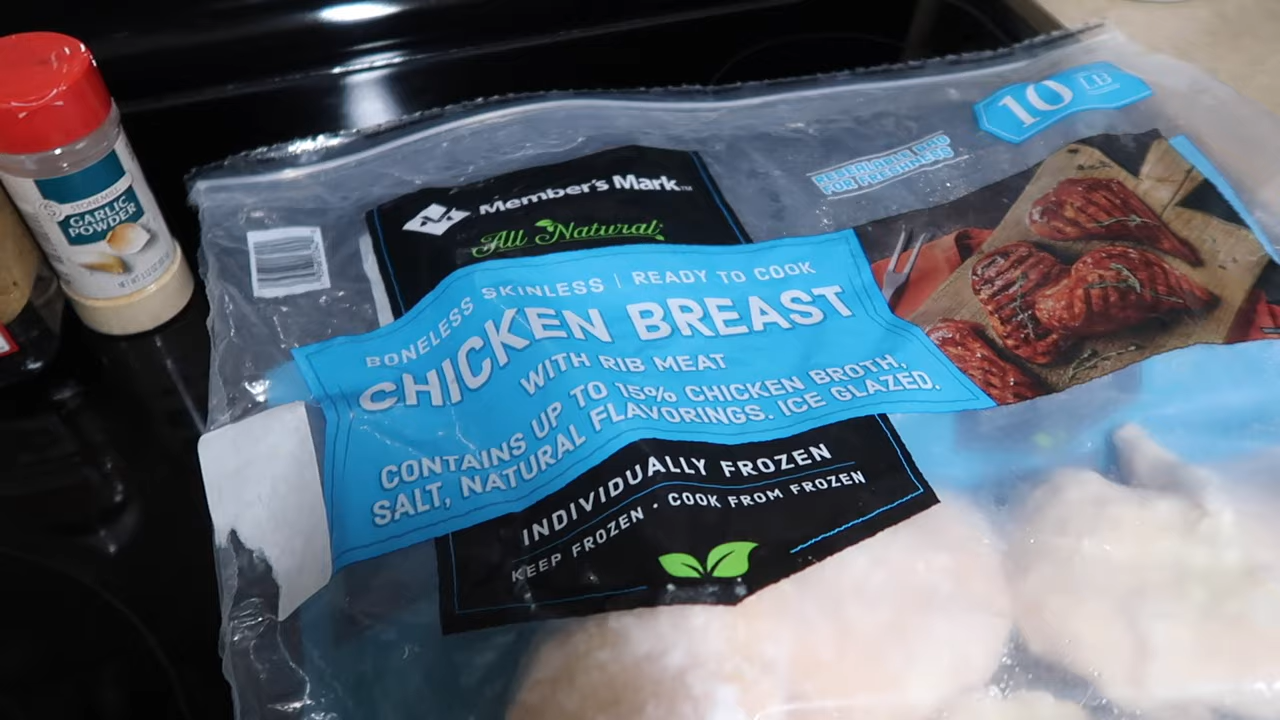 STONEMILL
GARLIC
POWDER
10 LB
RESEALABLE BAG
FOR FRESHNESS
Member's Mark™
All Natural
BONELESS SKINLESS | READY TO COOK
CHICKEN BREAST
WITH RIB MEAT
CONTAINS UP TO 15% CHICKEN BROTH,
SALT, NATURAL FLAVORINGS. ICE GLAZED.
INDIVIDUALLY FROZEN
KEEP FROZEN • COOK FROM FROZEN